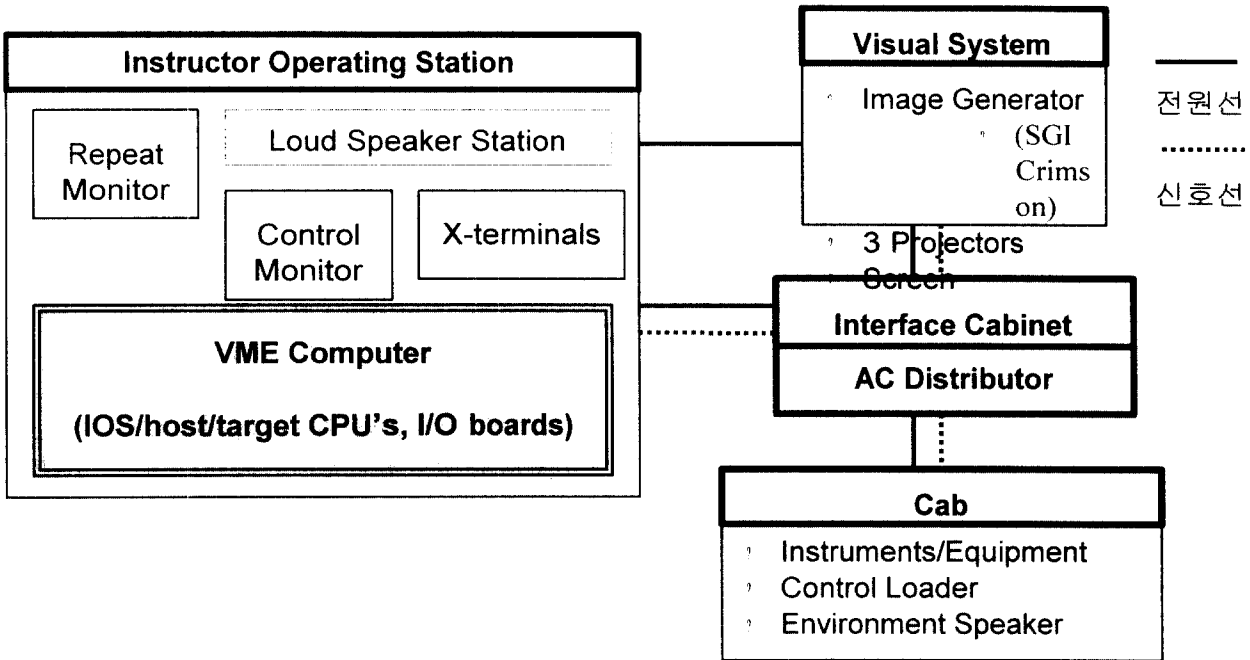 Instructor Operating Station
Repeat
Monitor
Loud Speaker Station
Control
Monitor
X-terminals
VME Computer
(IOS/host/target CPU's, I/O boards)
Visual System
Image Generator
(SGI
Crims
on)
3 Projectors
Screen
Interface Cabinet
AC Distributor
Cab
Instruments/Equipment
Control Loader
Environment Speaker
전원선
신호선